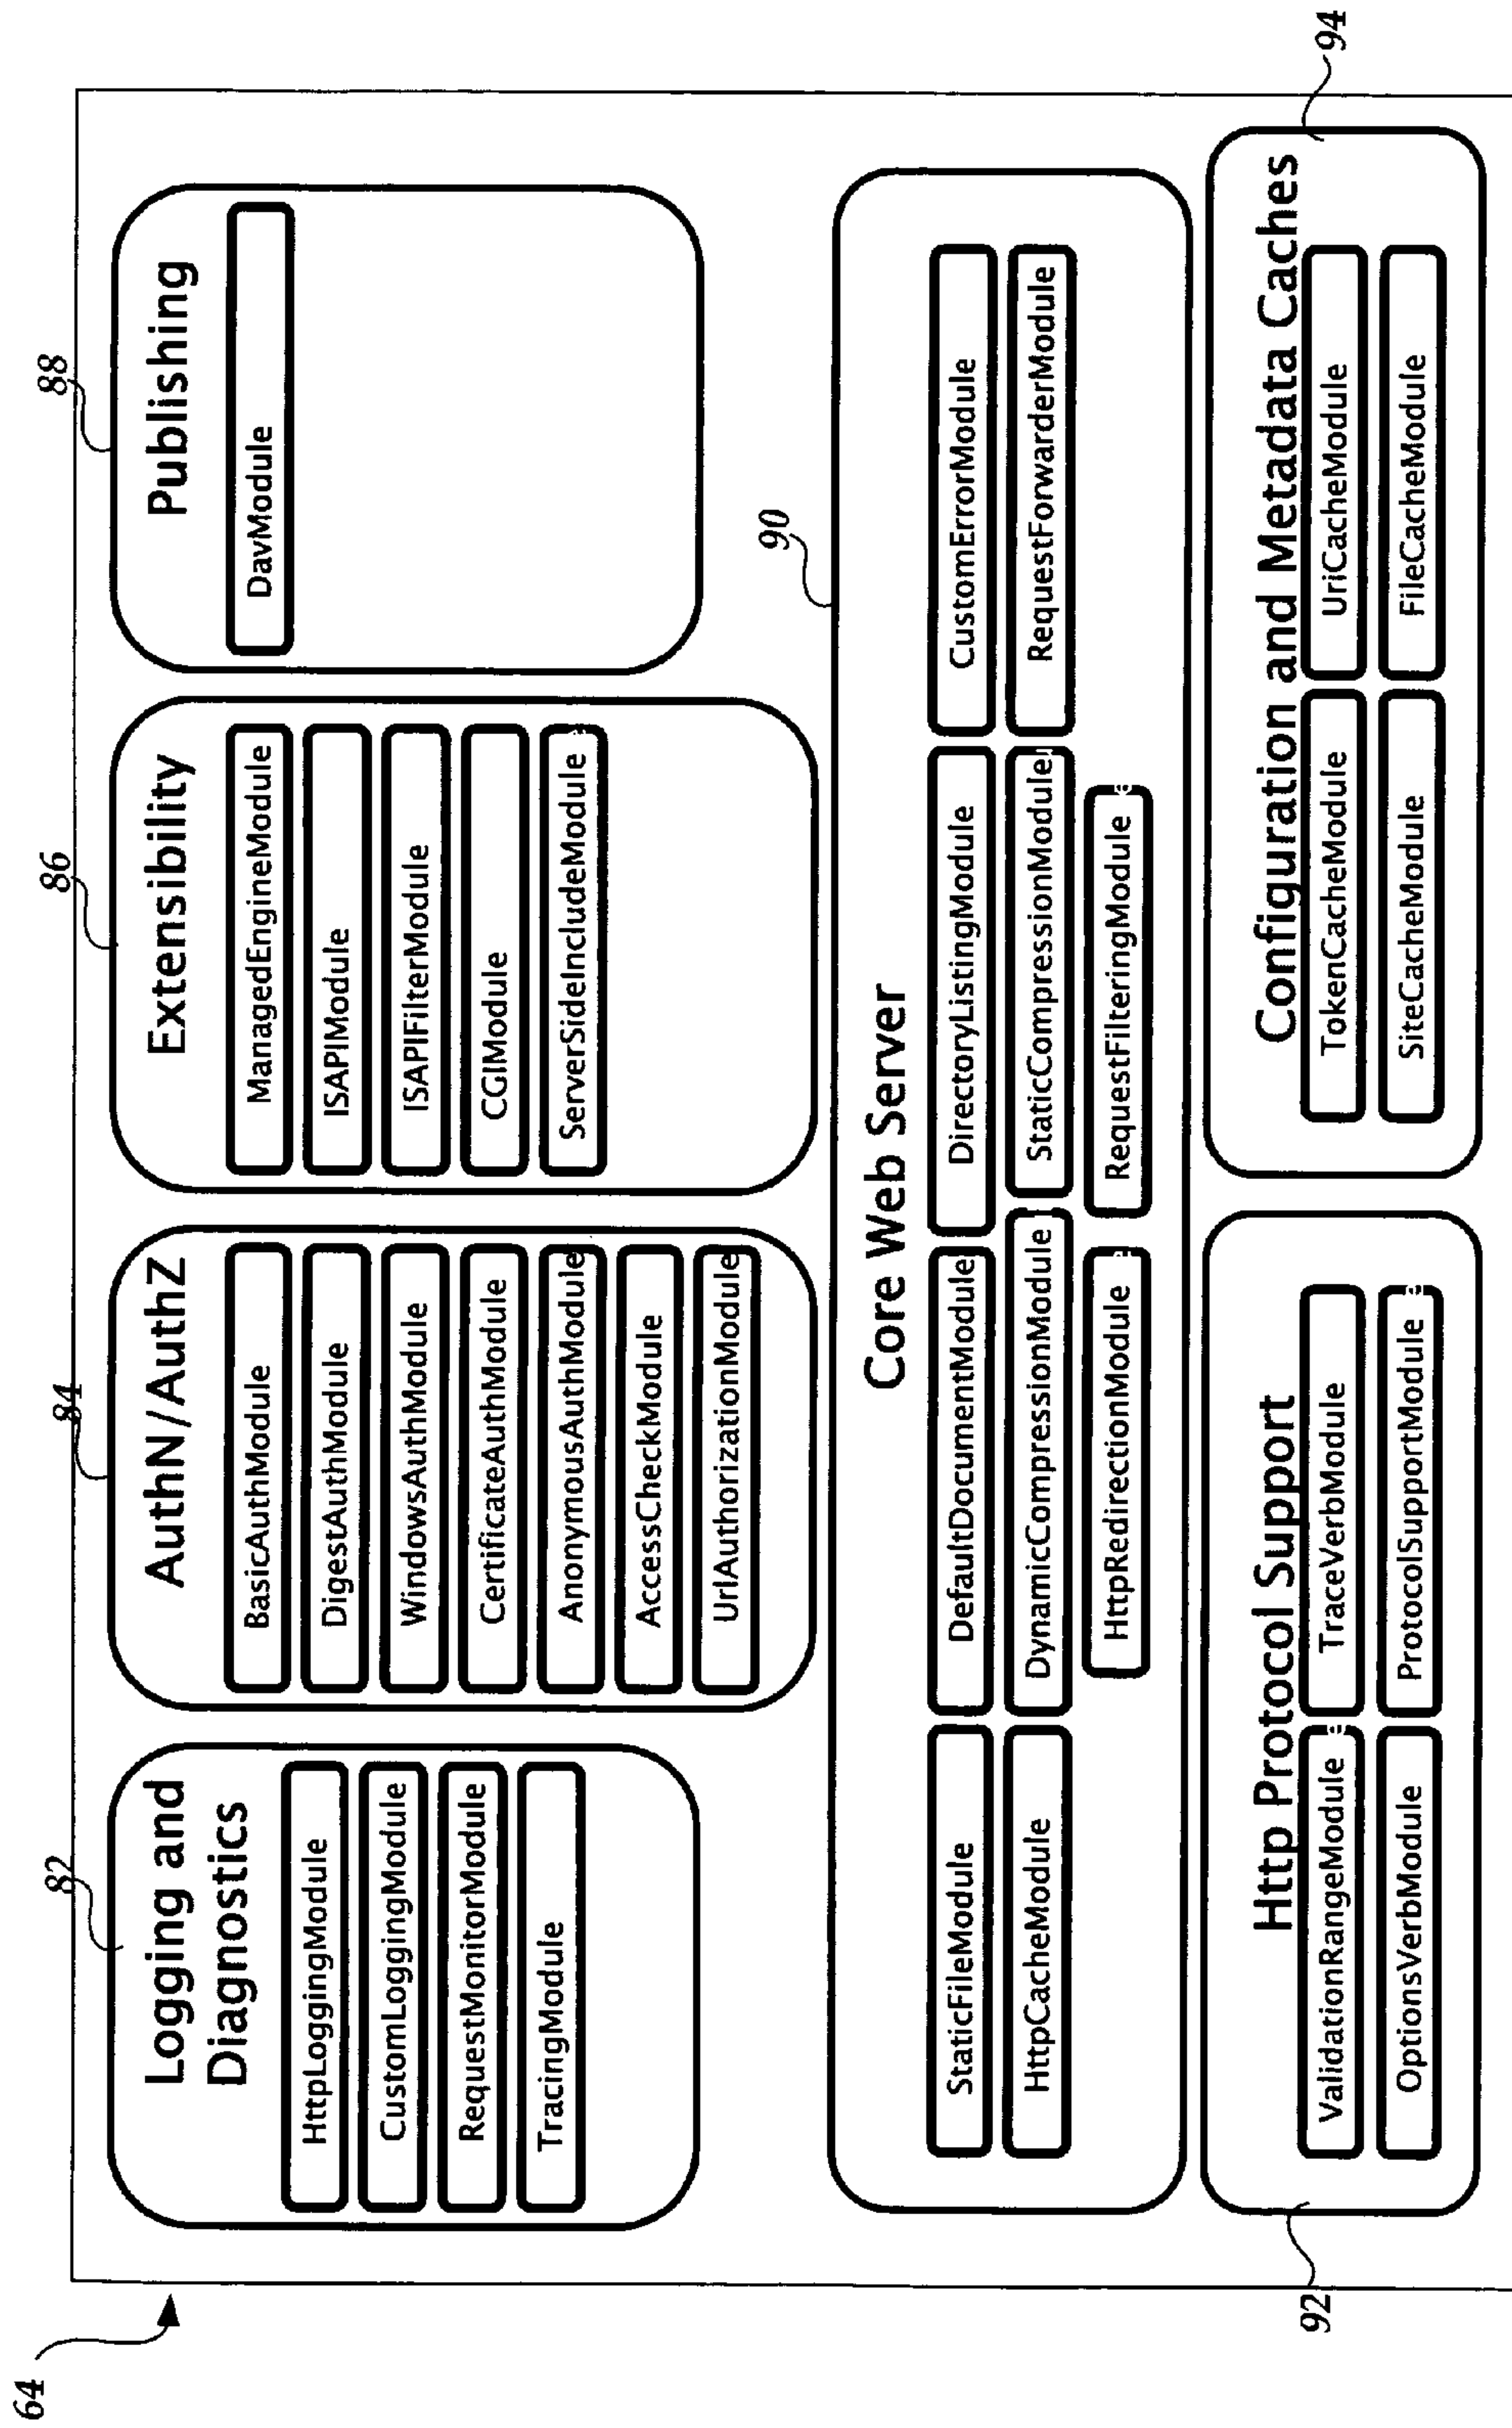 64
82
Logging and
Diagnostics
HttpLoggingModule
CustomLoggingModule
RequestMonitorModule
TracingModule
84
AuthN/AuthZ
BasicAuthModule
DigestAuthModule
WindowsAuthModule
CertificateAuthModule
AnonymousAuthModule
AccessCheckModule
UrlAuthorizationModule
86
Extensibility
ManagedEngineModule
ISAPIModule
ISAPIFilterModule
CGIModule
ServerSideIncludeModule
88
Publishing
DavModule
90
Core Web Server
StaticFileModule DefaultDocumentModule DirectoryListingModule CustomErrorModule
HttpCacheModule DynamicCompressionModule StaticCompressionModule RequestForwarderModule
HttpRedirectionModule RequestFilteringModule
92
Http Protocol Support
ValidationRangeModule TraceVerbModule
OptionsVerbModule ProtocolSupportModule
94
Configuration and Metadata Caches
TokenCacheModule UriCacheModule
SiteCacheModule FileCacheModule